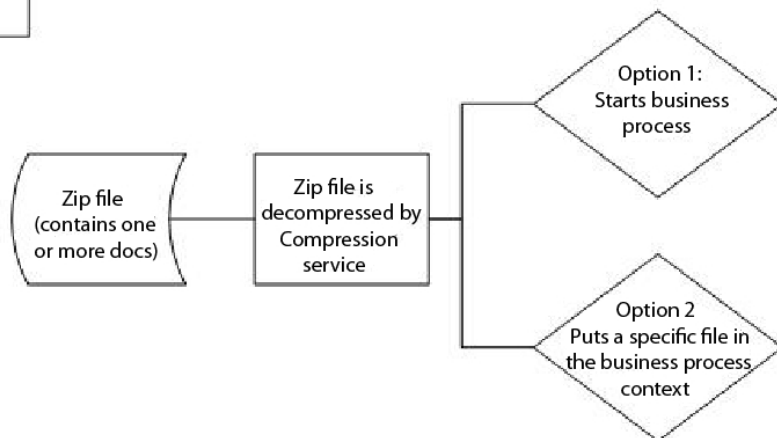 Zip file
(contains one
or more docs)
Zip file is
decompressed by
Compression
service
Option 1:
Starts business
process
Option 2
Puts a specific file in
the business process
context